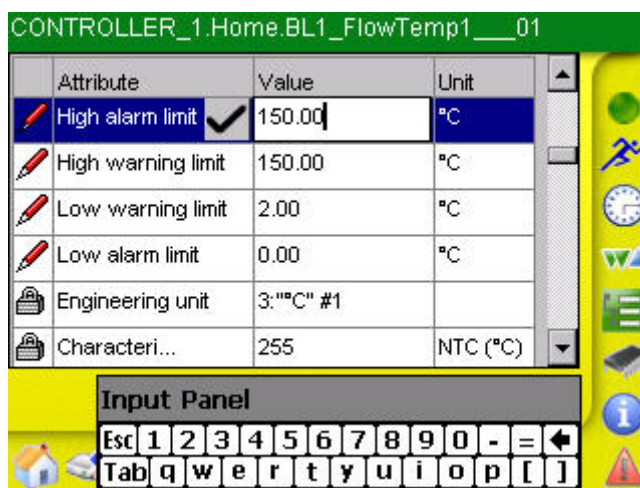 CONTROLLER_1.Home.BL1_FlowTemp1___01
Attribute Value Unit
High alarm limit 150.00 °C
High warning limit 150.00 °C
Low warning limit 2.00 °C
Low alarm limit 0.00 °C
Engineering unit 3:"°C" #1
Characteri... 255 NTC (°C)
Input Panel
Esc 1 2 3 4 5 6 7 8 9 0 - =
Tab q w e r t y u i o p [ ]